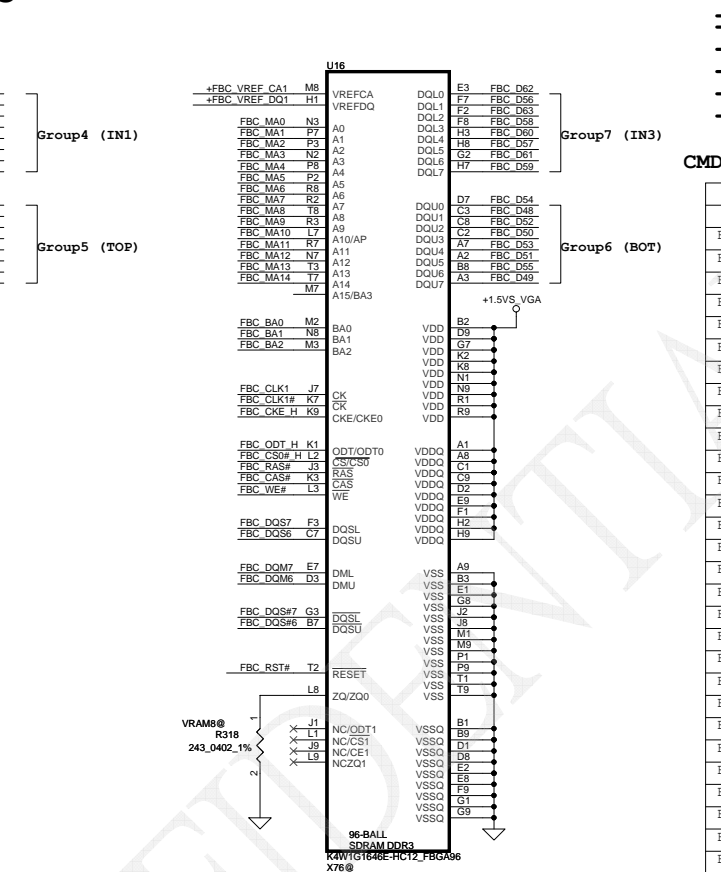 U16
+FBC_VREF_CA1 M8 VREFCA DQL0 E3 FBC_D62
+FBC_VREF_DQ1 H1 VREFDQ DQL1 F7 FBC_D56
DQL2 F2 FBC_D63
FBC_MA0 N3 A0 DQL3 F8 FBC_D58
FBC_MA1 P7 A1 DQL4 H3 FBC_D60
FBC_MA2 P3 A2 DQL5 H8 FBC_D57
FBC_MA3 N2 A3 DQL6 G2 FBC_D61
FBC_MA4 P8 A4 DQL7 H7 FBC_D59
Group4 (IN1)
Group7 (IN3)
CMD
FBC_MA5 P2 A5
FBC_MA6 R8 A6
FBC_MA7 R2 A7 DQU0 D7 FBC_D54
FBC_MA8 T8 A8 DQU1 C3 FBC_D48
FBC_MA9 R3 A9 DQU2 C8 FBC_D52
FBC_MA10 L7 A10/AP DQU3 C2 FBC_D50
FBC_MA11 R7 A11 DQU4 A7 FBC_D53
FBC_MA12 N7 A12 DQU5 A2 FBC_D51
FBC_MA13 T3 A13 DQU6 B8 FBC_D55
FBC_MA14 T7 A14 DQU7 A3 FBC_D49
M7 A15/BA3
Group5 (TOP)
Group6 (BOT)
+1.5VS_VGA
FBC_BA0 M2 BA0 VDD B2
FBC_BA1 N8 BA1 VDD D9
FBC_BA2 M3 BA2 VDD G7
VDD K2
VDD K8
VDD N1
FBC_CLK1 J7 CK VDD N9
FBC_CLK1# K7 CK VDD R1
FBC_CKE_H K9 CKE/CKE0 VDD R9
FBC_ODT_H K1 ODT/ODT0 VDDQ A1
FBC_CS0#_H L2 CS/CS0 VDDQ A8
FBC_RAS# J3 RAS VDDQ C1
FBC_CAS# K3 CAS VDDQ C9
FBC_WE# L3 WE VDDQ D2
VDDQ E9
VDDQ F1
FBC_DQS7 F3 DQSL VDDQ H2
FBC_DQS6 C7 DQSU VDDQ H9
FBC_DQM7 E7 DML VSS A9
FBC_DQM6 D3 DMU VSS B3
VSS E1
VSS G8
FBC_DQS#7 G3 DQSL VSS J2
FBC_DQS#6 B7 DQSU VSS J8
VSS M1
VSS M9
VSS P1
FBC_RST# T2 RESET VSS P9
VSS T1
L8 ZQ/ZQ0 VSS T9
VRAM8@
R318
243_0402_1%
1
2
J1 NC/ODT1 VSSQ B1
L1 NC/CS1 VSSQ B9
J9 NC/CE1 VSSQ D1
L9 NCZQ1 VSSQ D8
VSSQ E2
VSSQ E8
VSSQ F9
VSSQ G1
VSSQ G9
96-BALL
SDRAM DDR3
K4W1G1646E-HC12_FBGA96
X76@